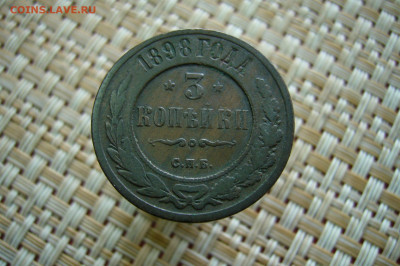 COINS.LAVE.RU
1898 ГОДА
3
КОПѢЙКИ
С.П.Б.